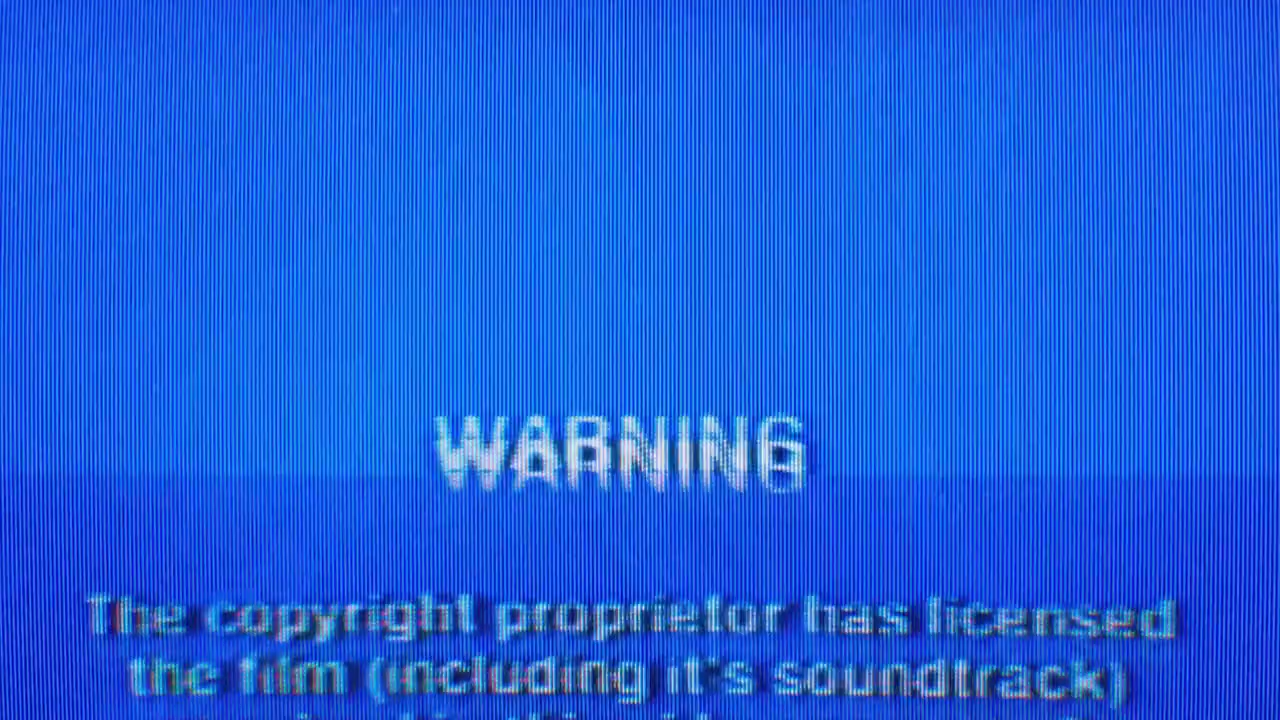 WARNING
The copyright proprietor has licensed
the film (including it's soundtrack)